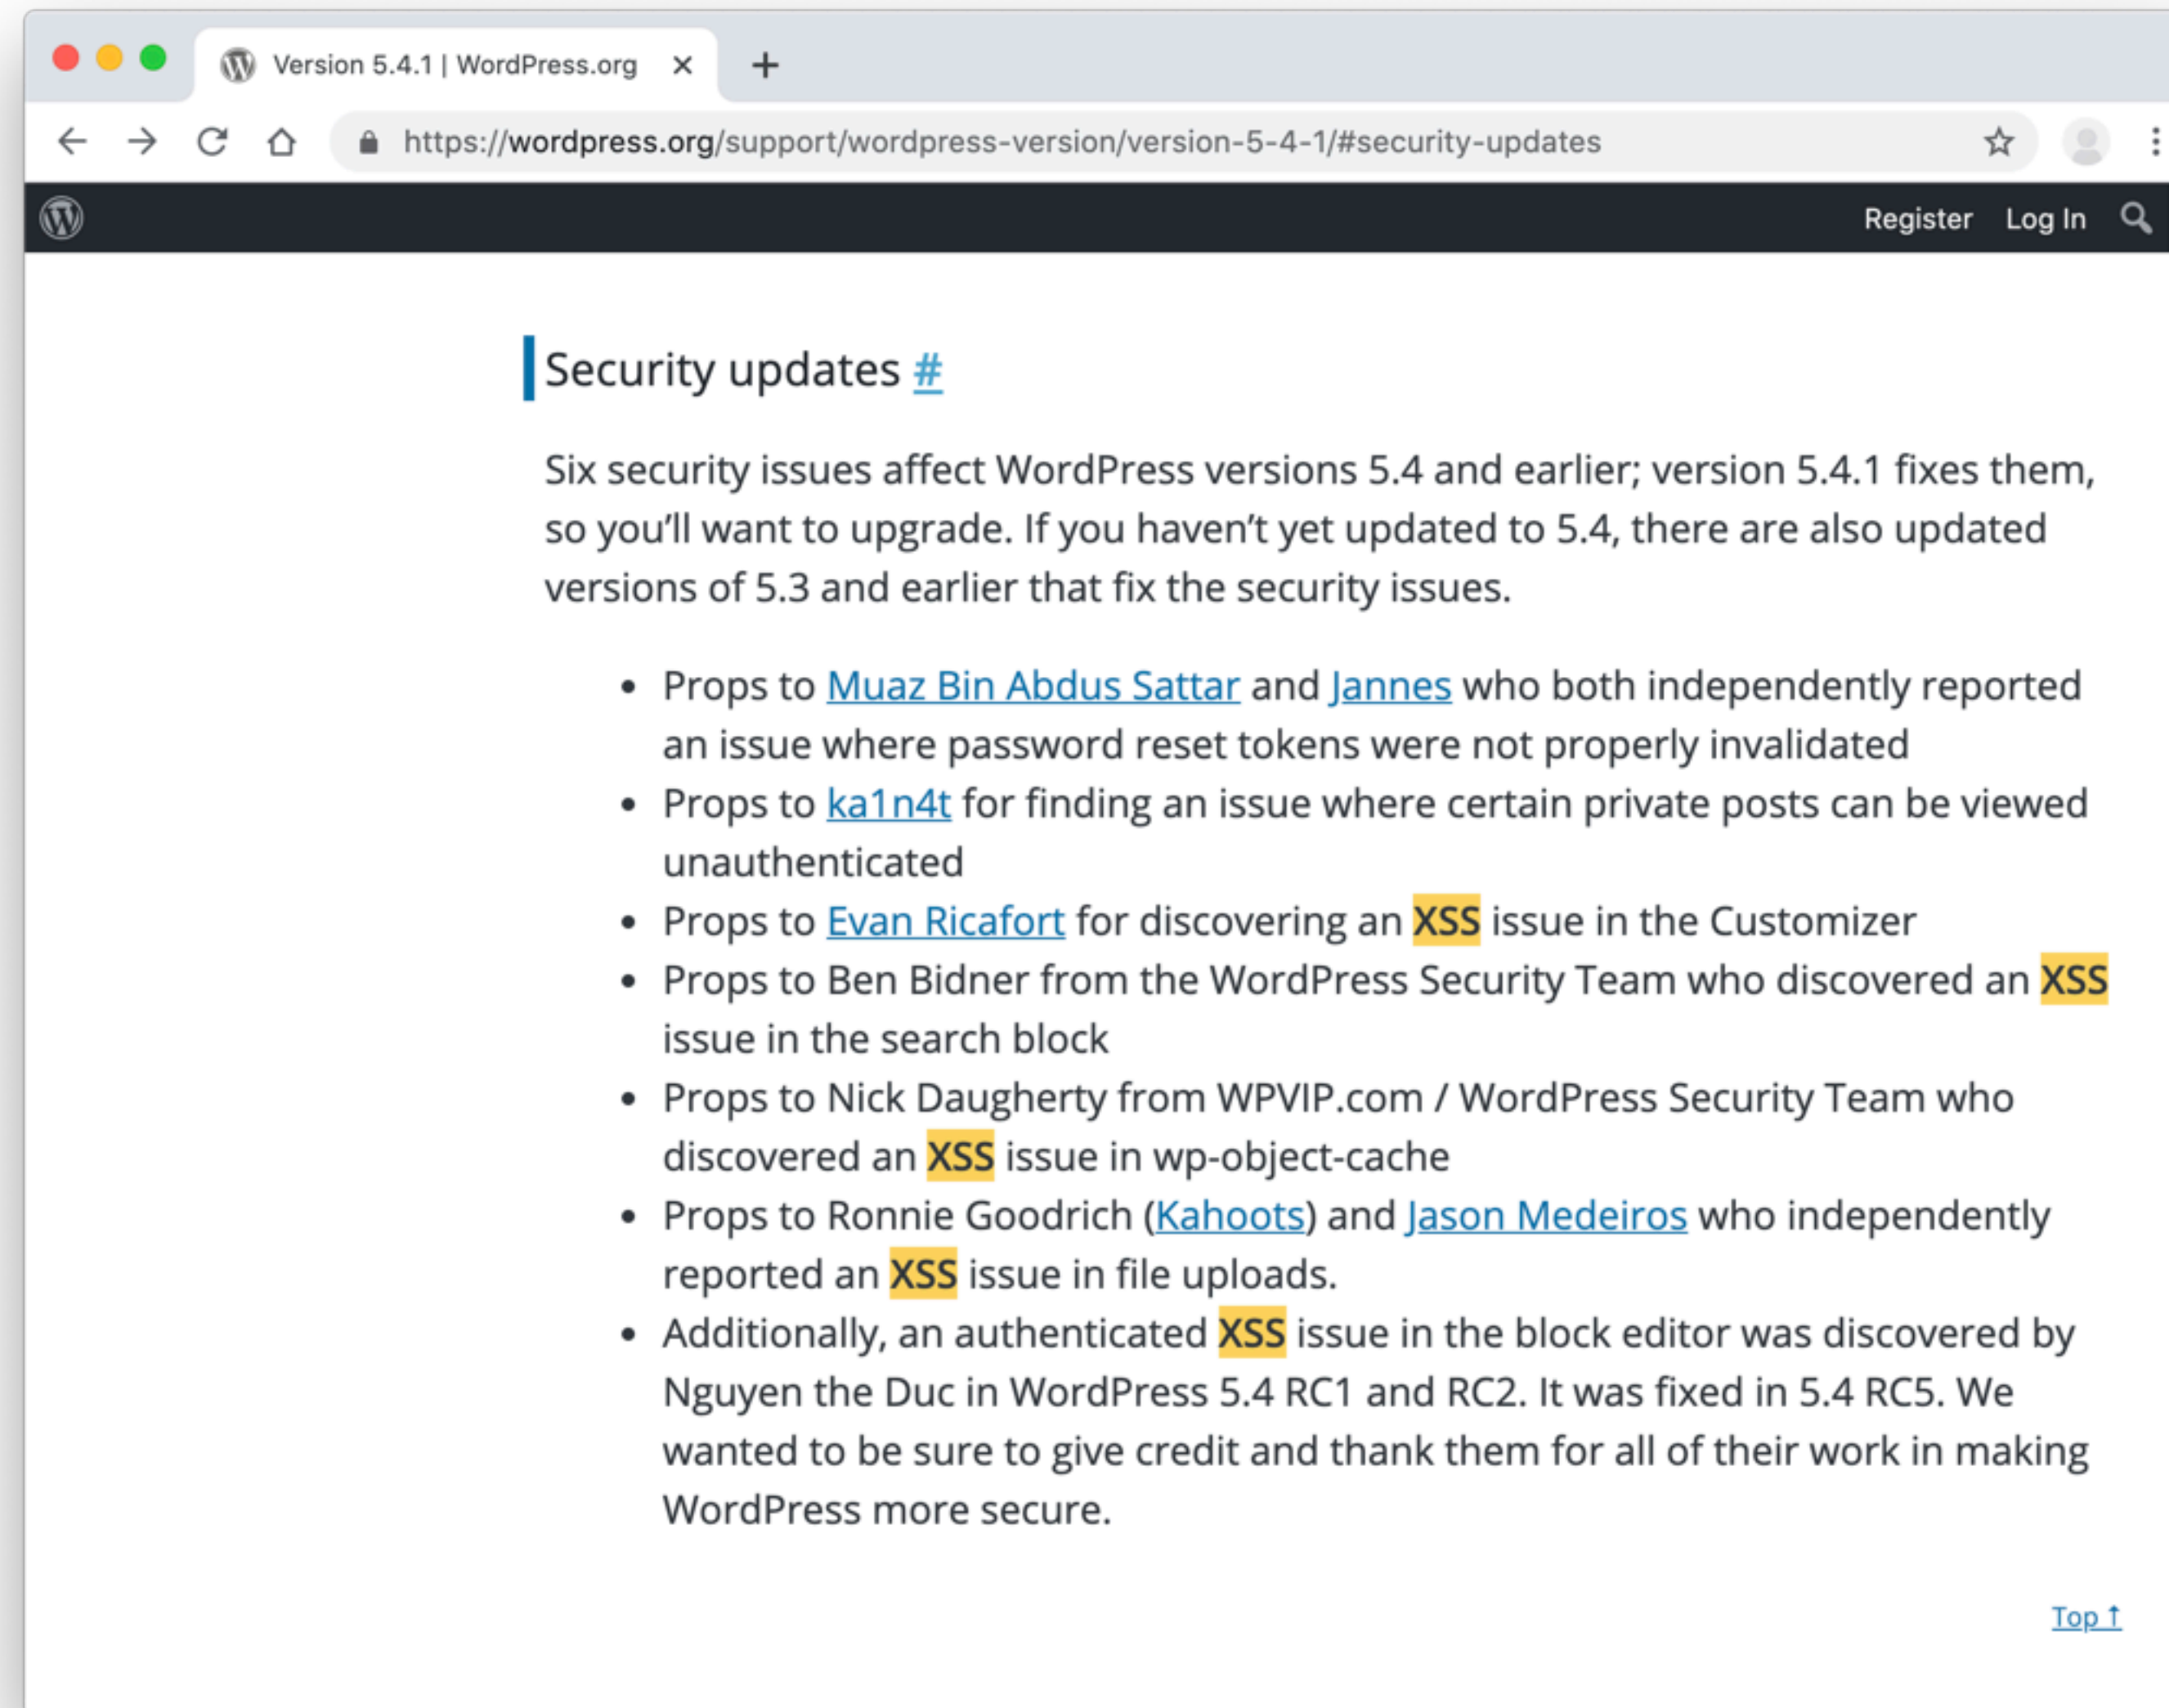 Version 5.4.1 | WordPress.org
https://wordpress.org/support/wordpress-version/version-5-4-1/#security-updates
Register Log In
Security updates #
Six security issues affect WordPress versions 5.4 and earlier; version 5.4.1 fixes them,
so you’ll want to upgrade. If you haven’t yet updated to 5.4, there are also updated
versions of 5.3 and earlier that fix the security issues.
• Props to Muaz Bin Abdus Sattar and Jannes who both independently reported
an issue where password reset tokens were not properly invalidated
• Props to ka1n4t for finding an issue where certain private posts can be viewed
unauthenticated
• Props to Evan Ricafort for discovering an XSS issue in the Customizer
• Props to Ben Bidner from the WordPress Security Team who discovered an XSS
issue in the search block
• Props to Nick Daugherty from WPVIP.com / WordPress Security Team who
discovered an XSS issue in wp-object-cache
• Props to Ronnie Goodrich (Kahoots) and Jason Medeiros who independently
reported an XSS issue in file uploads.
• Additionally, an authenticated XSS issue in the block editor was discovered by
Nguyen the Duc in WordPress 5.4 RC1 and RC2. It was fixed in 5.4 RC5. We
wanted to be sure to give credit and thank them for all of their work in making
WordPress more secure.
Top ↑